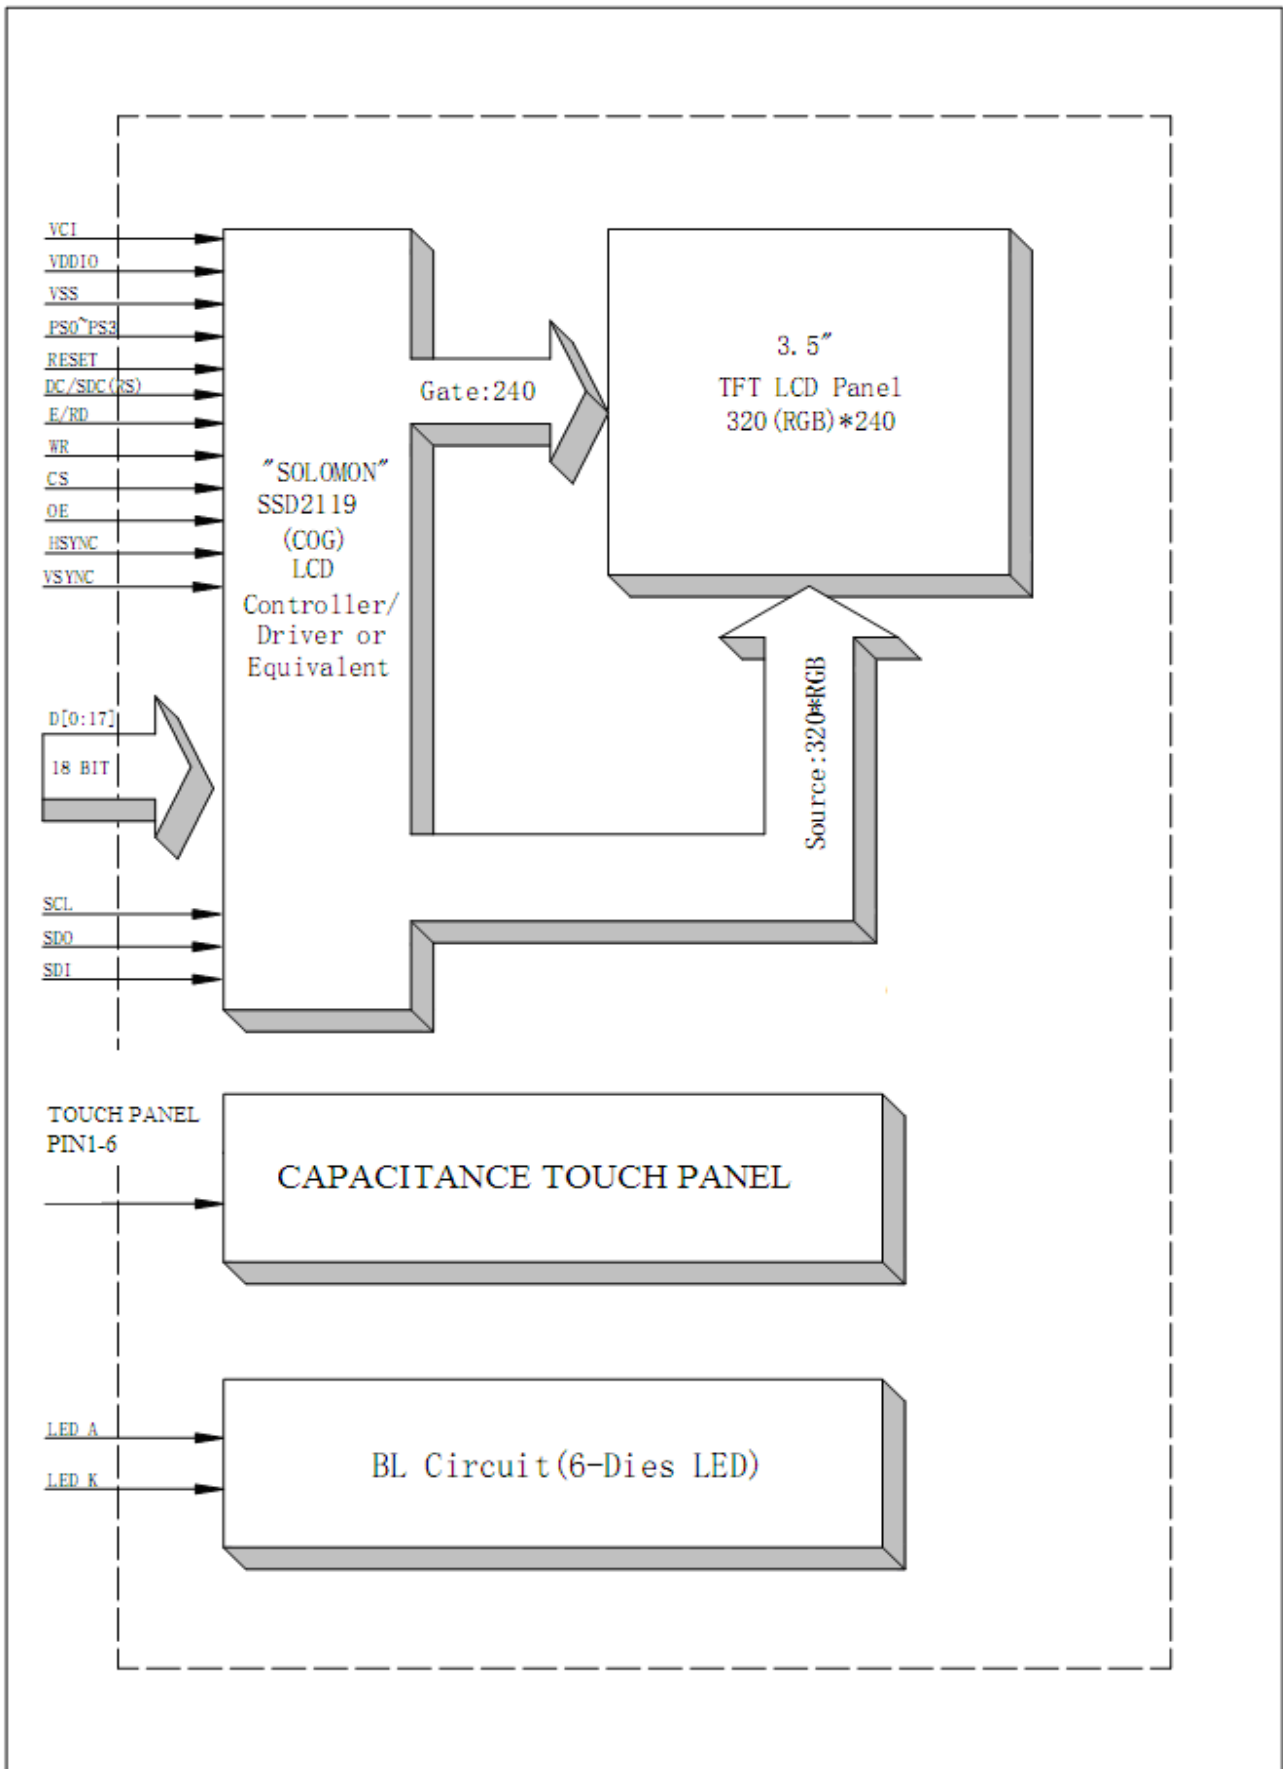 VCI
VDDIO
VSS
PS0~PS3
RESET
DC/SDC(RS)
E/RD
WR
CS
OE
HSYNC
VSYNC
D[0:17]
18 BIT
SCL
SDO
SDI
"SOLOMON"
SSD2119
(COG)
LCD
Controller/
Driver or
Equivalent
Gate:240
3.5"
TFT LCD Panel
320(RGB)*240
Source:320*RGB
TOUCH PANEL
PIN1-6
CAPACITANCE TOUCH PANEL
LED A
LED K
BL Circuit(6-Dies LED)